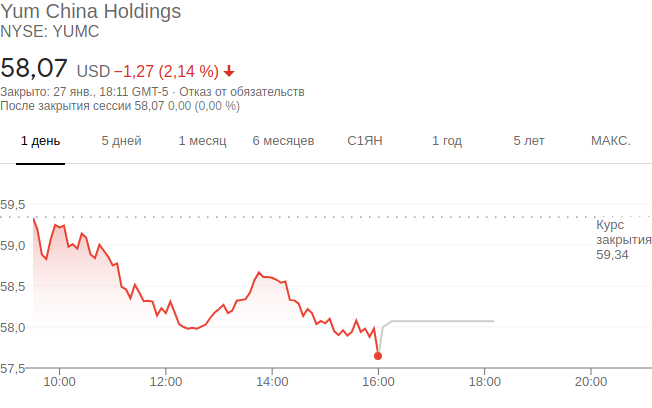 Yum China Holdings
NYSE: YUMC
58,07 USD −1,27 (2,14 %)
Закрыто: 27 янв., 18:11 GMT-5 · Отказ от обязательств
После закрытия сессии 58,07 0,00 (0,00 %)
1 день 5 дней 1 месяц 6 месяцев С1ЯН 1 год 5 лет МАКС.
59,5
59,0
58,5
58,0
57,5
Курс
закрытия
59,34
10:00 12:00 14:00 16:00 18:00 20:00